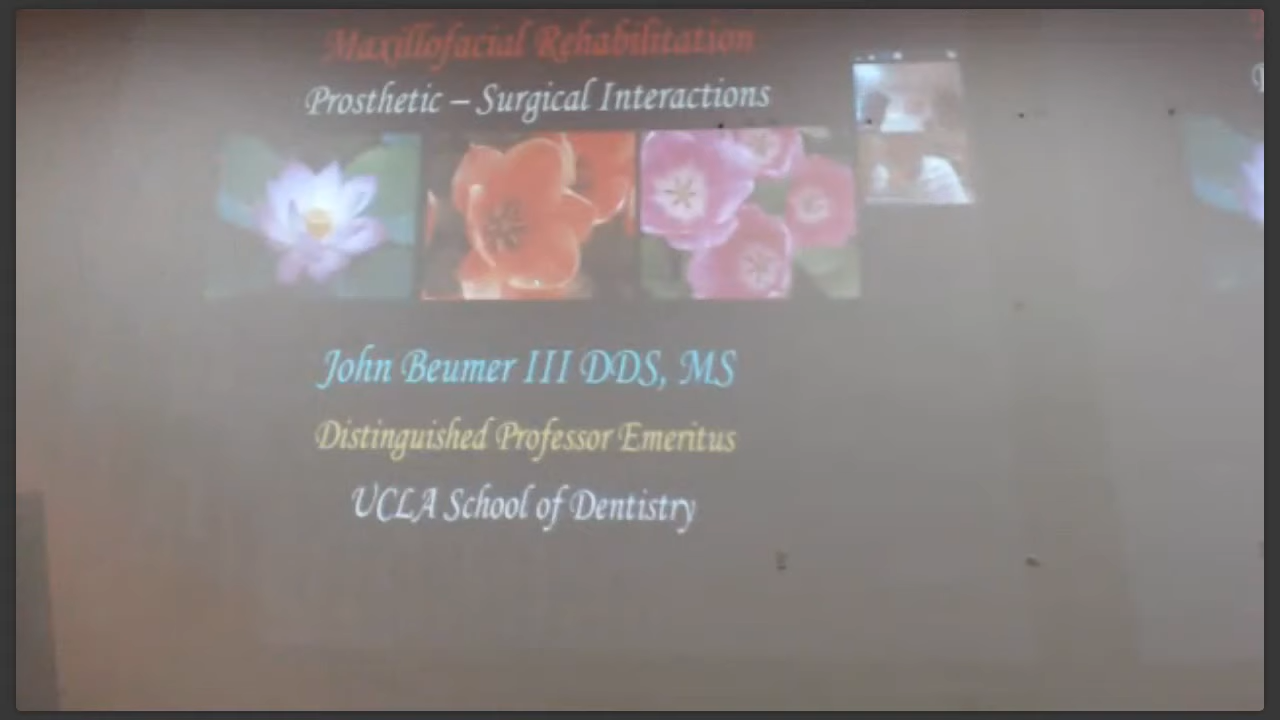 Maxillofacial Rehabilitation
Prosthetic – Surgical Interactions
John Beumer III DDS, MS
Distinguished Professor Emeritus
UCLA School of Dentistry